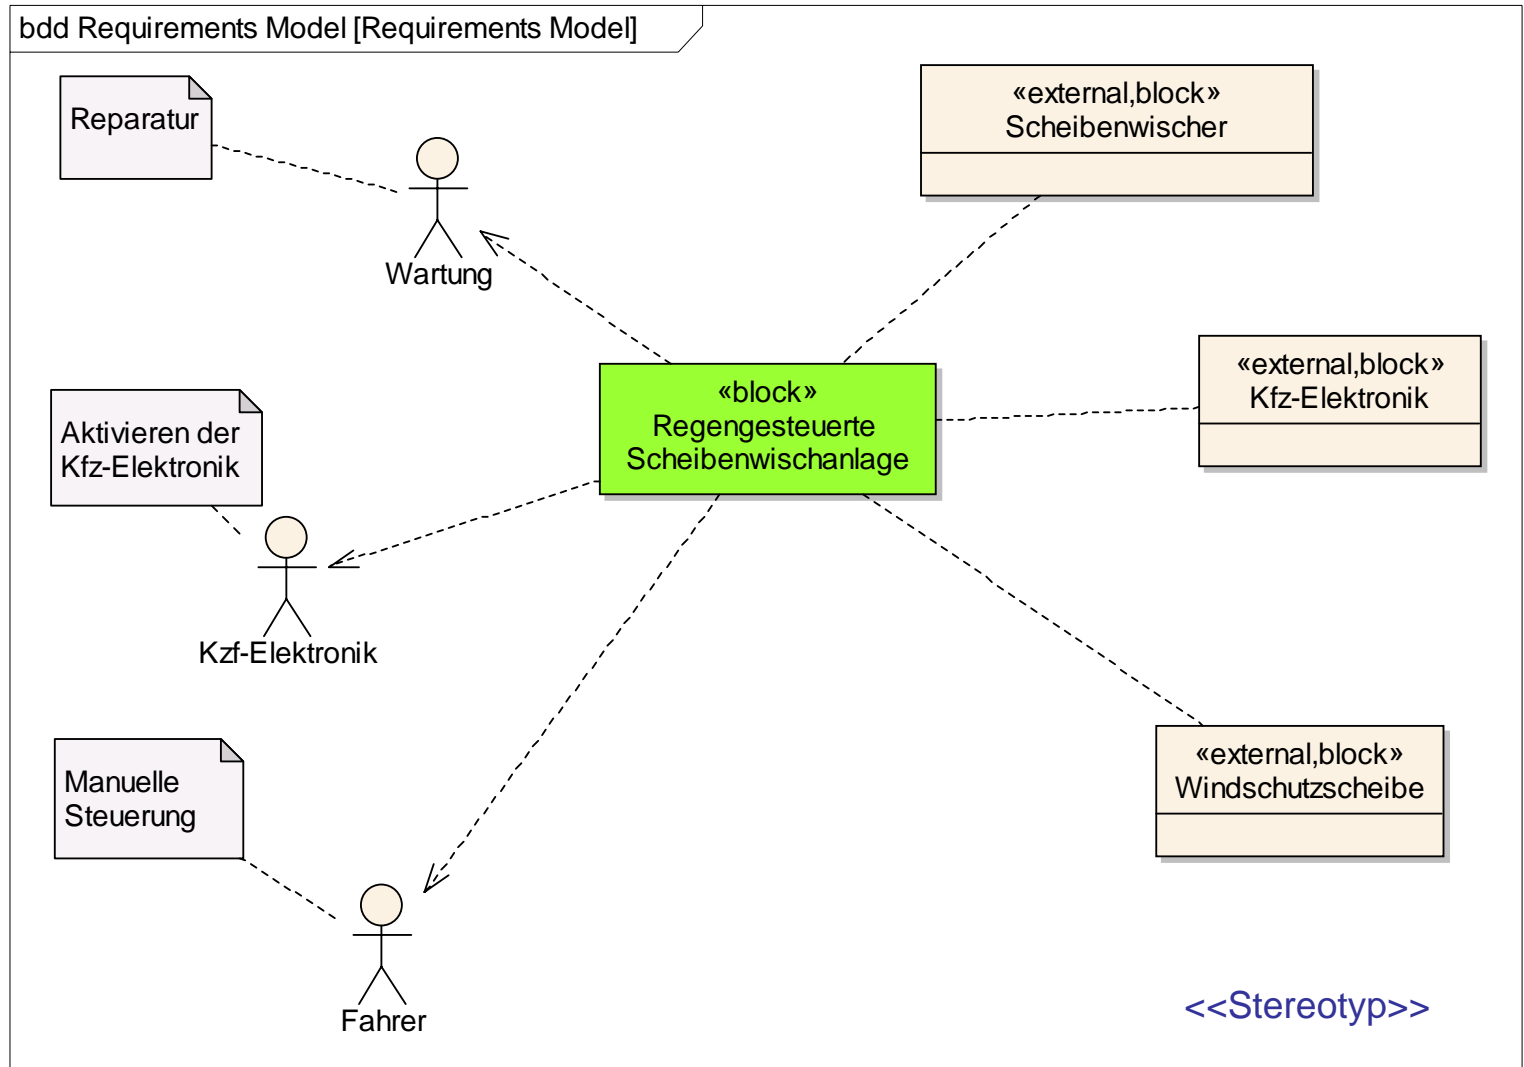 bdd Requirements Model [Requirements Model]
Reparatur
Wartung
«external,block»
Scheibenwischer
«block»
Regengesteuerte
Scheibenwischanlage
«external,block»
Kfz-Elektronik
Aktivieren der
Kfz-Elektronik
Kzf-Elektronik
Manuelle
Steuerung
Fahrer
«external,block»
Windschutzscheibe
<<Stereotyp>>